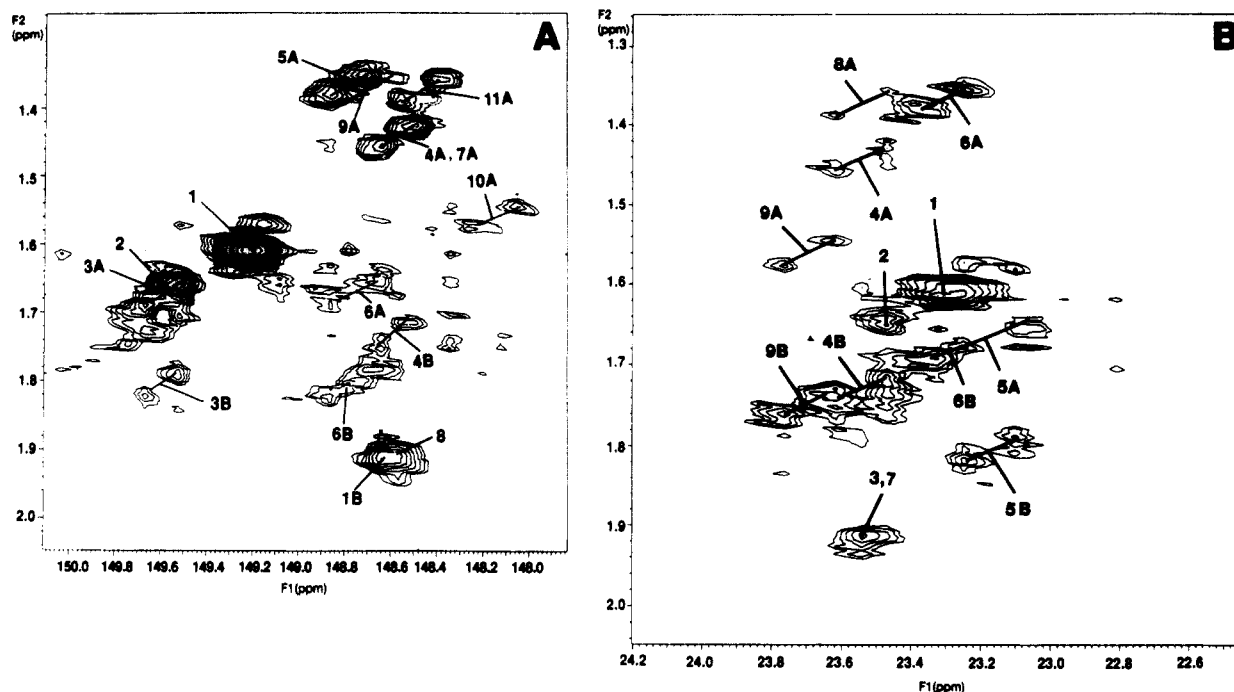 F2
(ppm)
A
1.4
1.5
1.6
1.7
1.8
1.9
2.0
5A
9A
11A
4A, 7A
10A
1
2
3A
6A
4B
3B
6B
8
1B
150.0 149.8 149.6 149.4 149.2 149.0 148.8 148.6 148.4 148.2 148.0
F1(ppm)
F2
(ppm)
B
1.3
1.4
1.5
1.6
1.7
1.8
1.9
2.0
8A
6A
4A
9A
1
2
9B
4B
6B
5A
5B
3,7
24.2 24.0 23.8 23.6 23.4 23.2 23.0 22.8 22.6
F1(ppm)